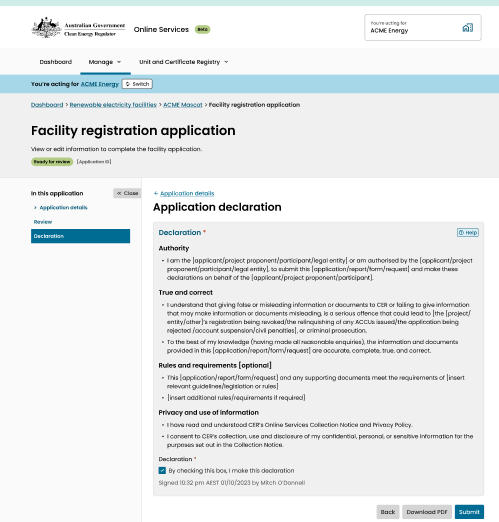 Australian Government
Clean Energy Regulator
Online Services
Beta
You're acting for
ACME Energy
Dashboard
Manage
Unit and Certificate Registry
You're acting for ACME Energy
Switch
Dashboard > Renewable electricity facilities > ACME Mascot > Facility registration application
Facility registration application
View or edit information to complete the facility application.
Ready for review
[Application ID]
In this application
« Close
> Application details
Review
Declaration
← Application details
Application declaration
Declaration *
Help
Authority
• I am the [applicant/project proponent/participant/legal entity] or am authorised by the [applicant/project
proponent/participant/legal entity], to submit this [application/report/form/request] and make these
declarations on behalf of the [applicant/project proponent/participant].
True and correct
• I understand that giving false or misleading information or documents to CER or failing to give information
that may make information or documents misleading, is a serious offence that could lead to [the [project/
entity/other]'s registration being revoked/the relinquishing of any ACCUs issued/the application being
rejected /account suspension/civil penalties], or criminal prosecution.
• To the best of my knowledge (having made all reasonable enquiries), the information and documents
provided in this [application/report/form/request] are accurate, complete, true, and correct.
Rules and requirements [optional]
• This [application/report/form/request] and any supporting documents meet the requirements of [insert
relevant guidelines/legislation or rules]
• [insert additional rules/requirements if required]
Privacy and use of information
• I have read and understood CER's Online Services Collection Notice and Privacy Policy.
• I consent to CER's collection, use and disclosure of my confidential, personal, or sensitive information for the
purposes set out in the Collection Notice.
Declaration *
By checking this box, I make this declaration
Signed 10:32 pm AEST 01/10/2023 by Mitch O'Donnell
Back
Download PDF
Submit